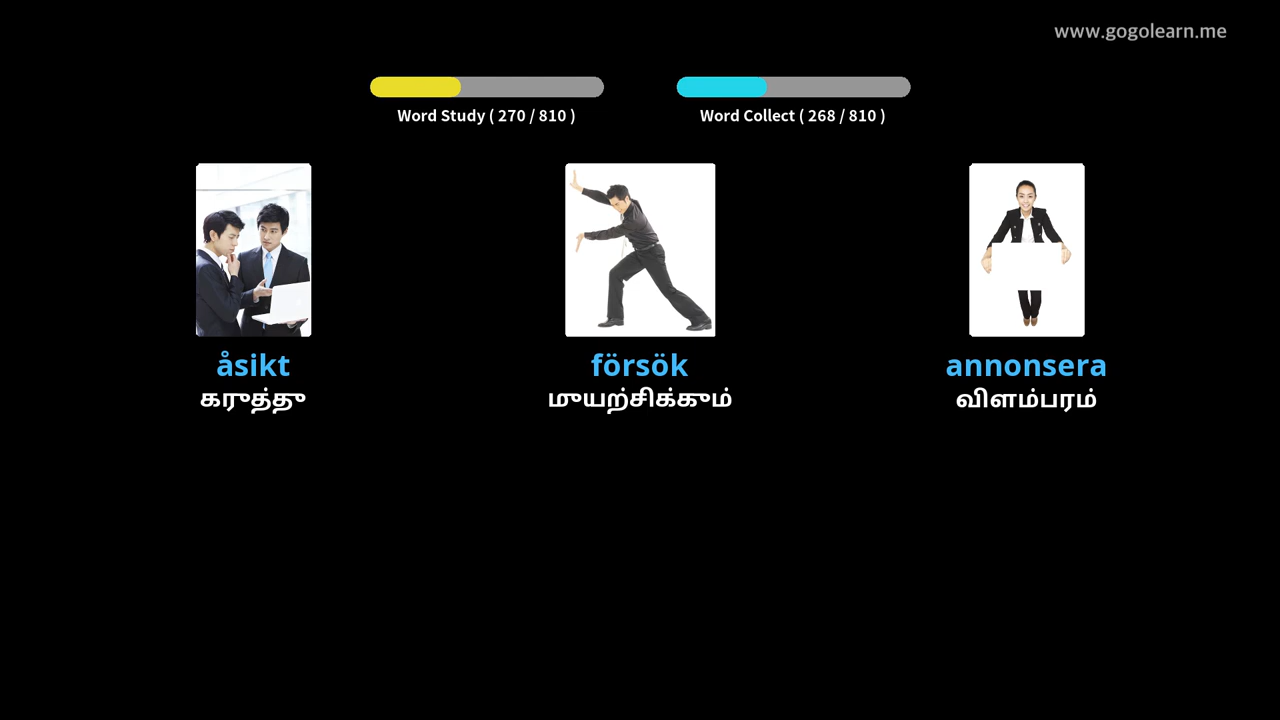 www.gogolearn.me
Word Study ( 270 / 810 )
Word Collect ( 268 / 810 )
åsikt
försök
annonsera
கருத்து
முயற்சிக்கும்
விளம்பரம்